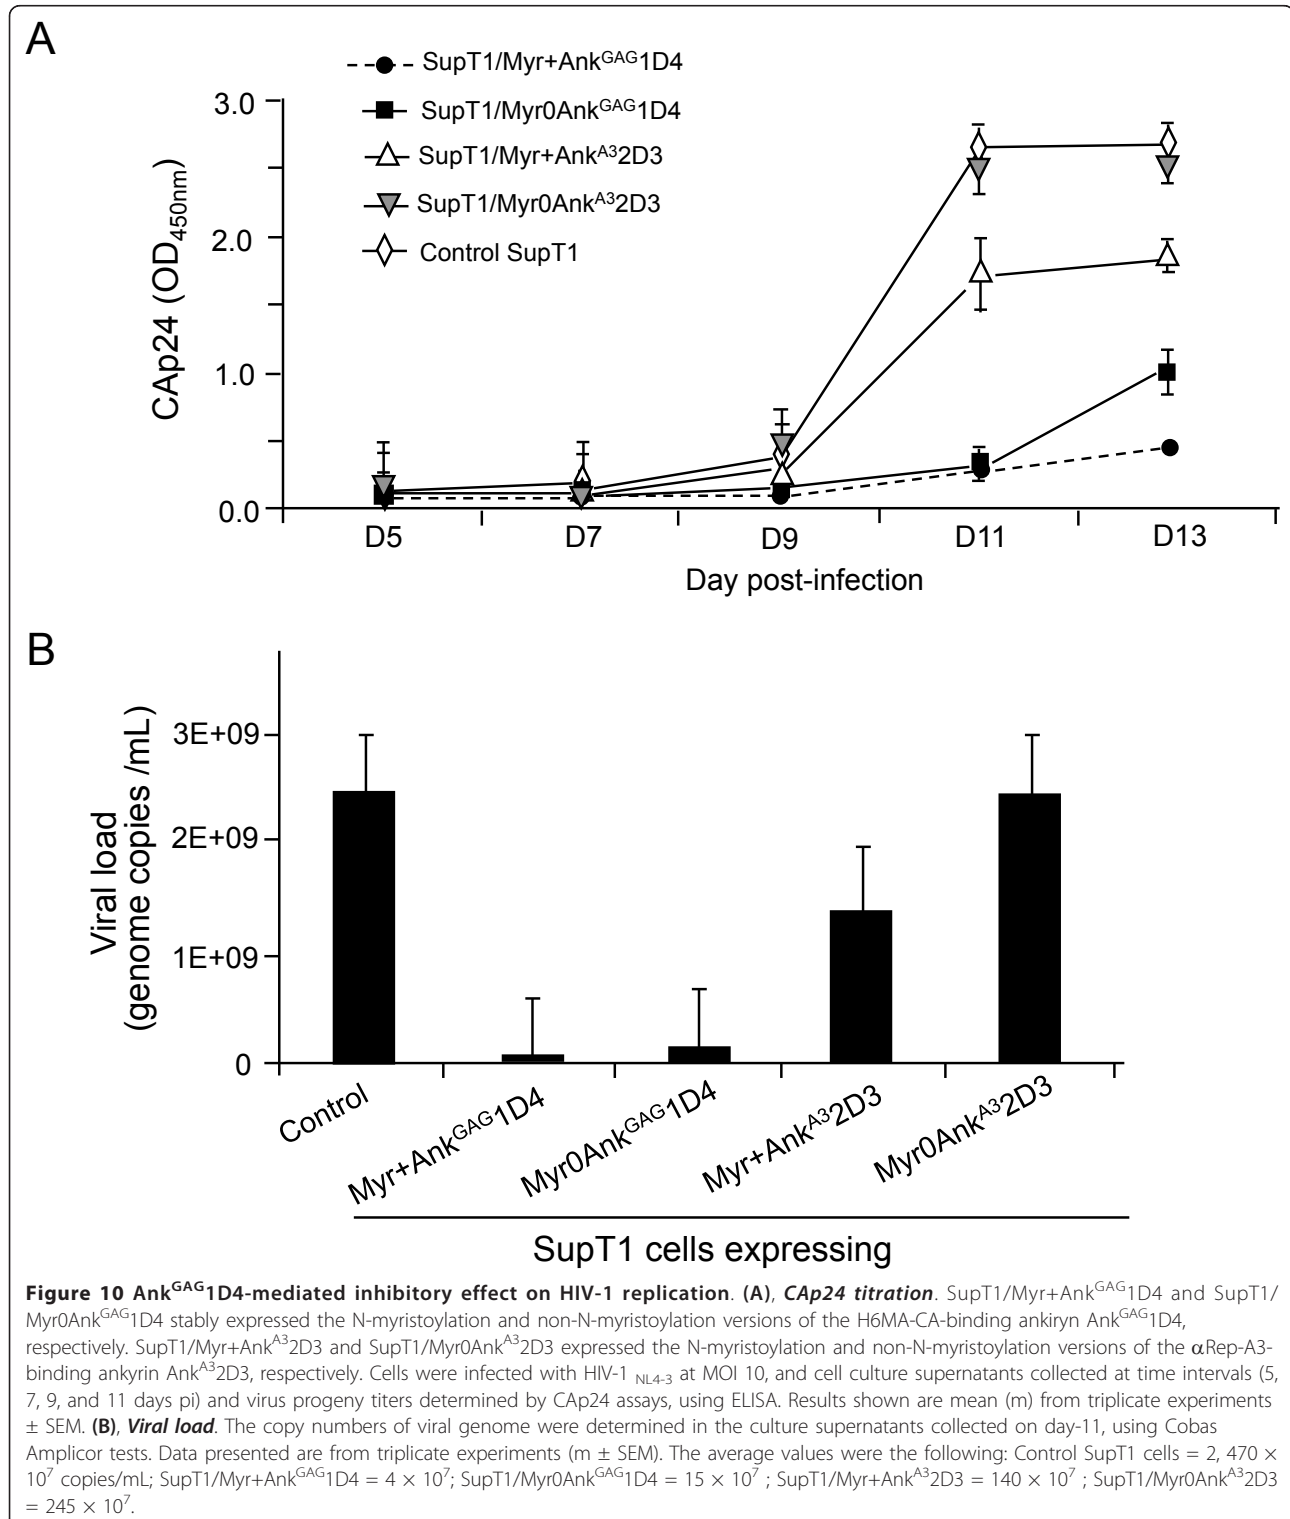 A
SupT1/Myr+Ank^GAG1D4
SupT1/Myr0Ank^GAG1D4
SupT1/Myr+Ank^A32D3
SupT1/Myr0Ank^A32D3
Control SupT1
CAp24 (OD450nm)
3.0
2.0
1.0
0.0
D5 D7 D9 D11 D13
Day post-infection
B
Viral load
(genome copies /mL)
3E+09
2E+09
1E+09
0
Control
Myr+Ank^GAG1D4
Myr0Ank^GAG1D4
Myr+Ank^A32D3
Myr0Ank^A32D3
SupT1 cells expressing
Figure 10 Ank^GAG1D4-mediated inhibitory effect on HIV-1 replication. (A), CAp24 titration. SupT1/Myr+Ank^GAG1D4 and SupT1/
Myr0Ank^GAG1D4 stably expressed the N-myristoylation and non-N-myristoylation versions of the H6MA-CA-binding ankiryn Ank^GAG1D4,
respectively. SupT1/Myr+Ank^A32D3 and SupT1/Myr0Ank^A32D3 expressed the N-myristoylation and non-N-myristoylation versions of the αRep-A3-
binding ankyrin Ank^A32D3, respectively. Cells were infected with HIV-1 NL4-3 at MOI 10, and cell culture supernatants collected at time intervals (5,
7, 9, and 11 days pi) and virus progeny titers determined by CAp24 assays, using ELISA. Results shown are mean (m) from triplicate experiments
± SEM. (B), Viral load. The copy numbers of viral genome were determined in the culture supernatants collected on day-11, using Cobas
Amplicor tests. Data presented are from triplicate experiments (m ± SEM). The average values were the following: Control SupT1 cells = 2, 470 ×
10^7 copies/mL; SupT1/Myr+Ank^GAG1D4 = 4 × 10^7; SupT1/Myr0Ank^GAG1D4 = 15 × 10^7 ; SupT1/Myr+Ank^A32D3 = 140 × 10^7 ; SupT1/Myr0Ank^A32D3
= 245 × 10^7.